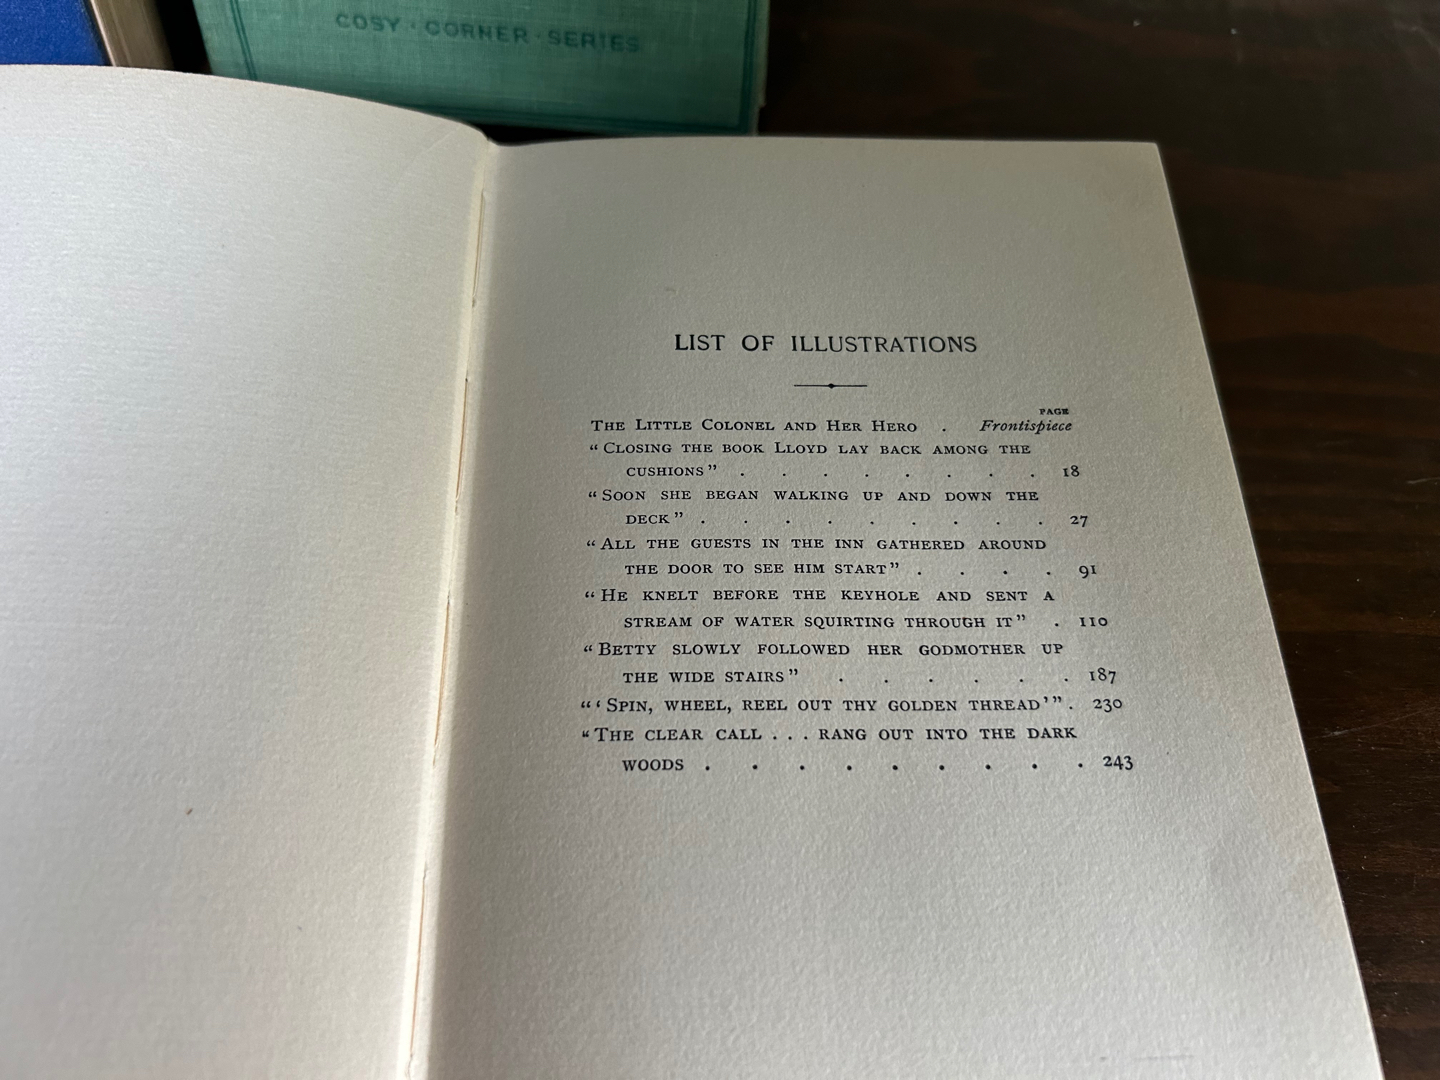 COSY · CORNER · SERIES
LIST OF ILLUSTRATIONS
PAGE
THE LITTLE COLONEL AND HER HERO . Frontispiece
“CLOSING THE BOOK LLOYD LAY BACK AMONG THE
CUSHIONS” . . . . . . . . 18
“SOON SHE BEGAN WALKING UP AND DOWN THE
DECK” . . . . . . . . . 27
“ALL THE GUESTS IN THE INN GATHERED AROUND
THE DOOR TO SEE HIM START” . . . . 91
“HE KNELT BEFORE THE KEYHOLE AND SENT A
STREAM OF WATER SQUIRTING THROUGH IT” . 110
“BETTY SLOWLY FOLLOWED HER GODMOTHER UP
THE WIDE STAIRS” . . . . . . 187
“‘SPIN, WHEEL, REEL OUT THY GOLDEN THREAD’” . 230
“THE CLEAR CALL . . . RANG OUT INTO THE DARK
WOODS . . . . . . . . . 243